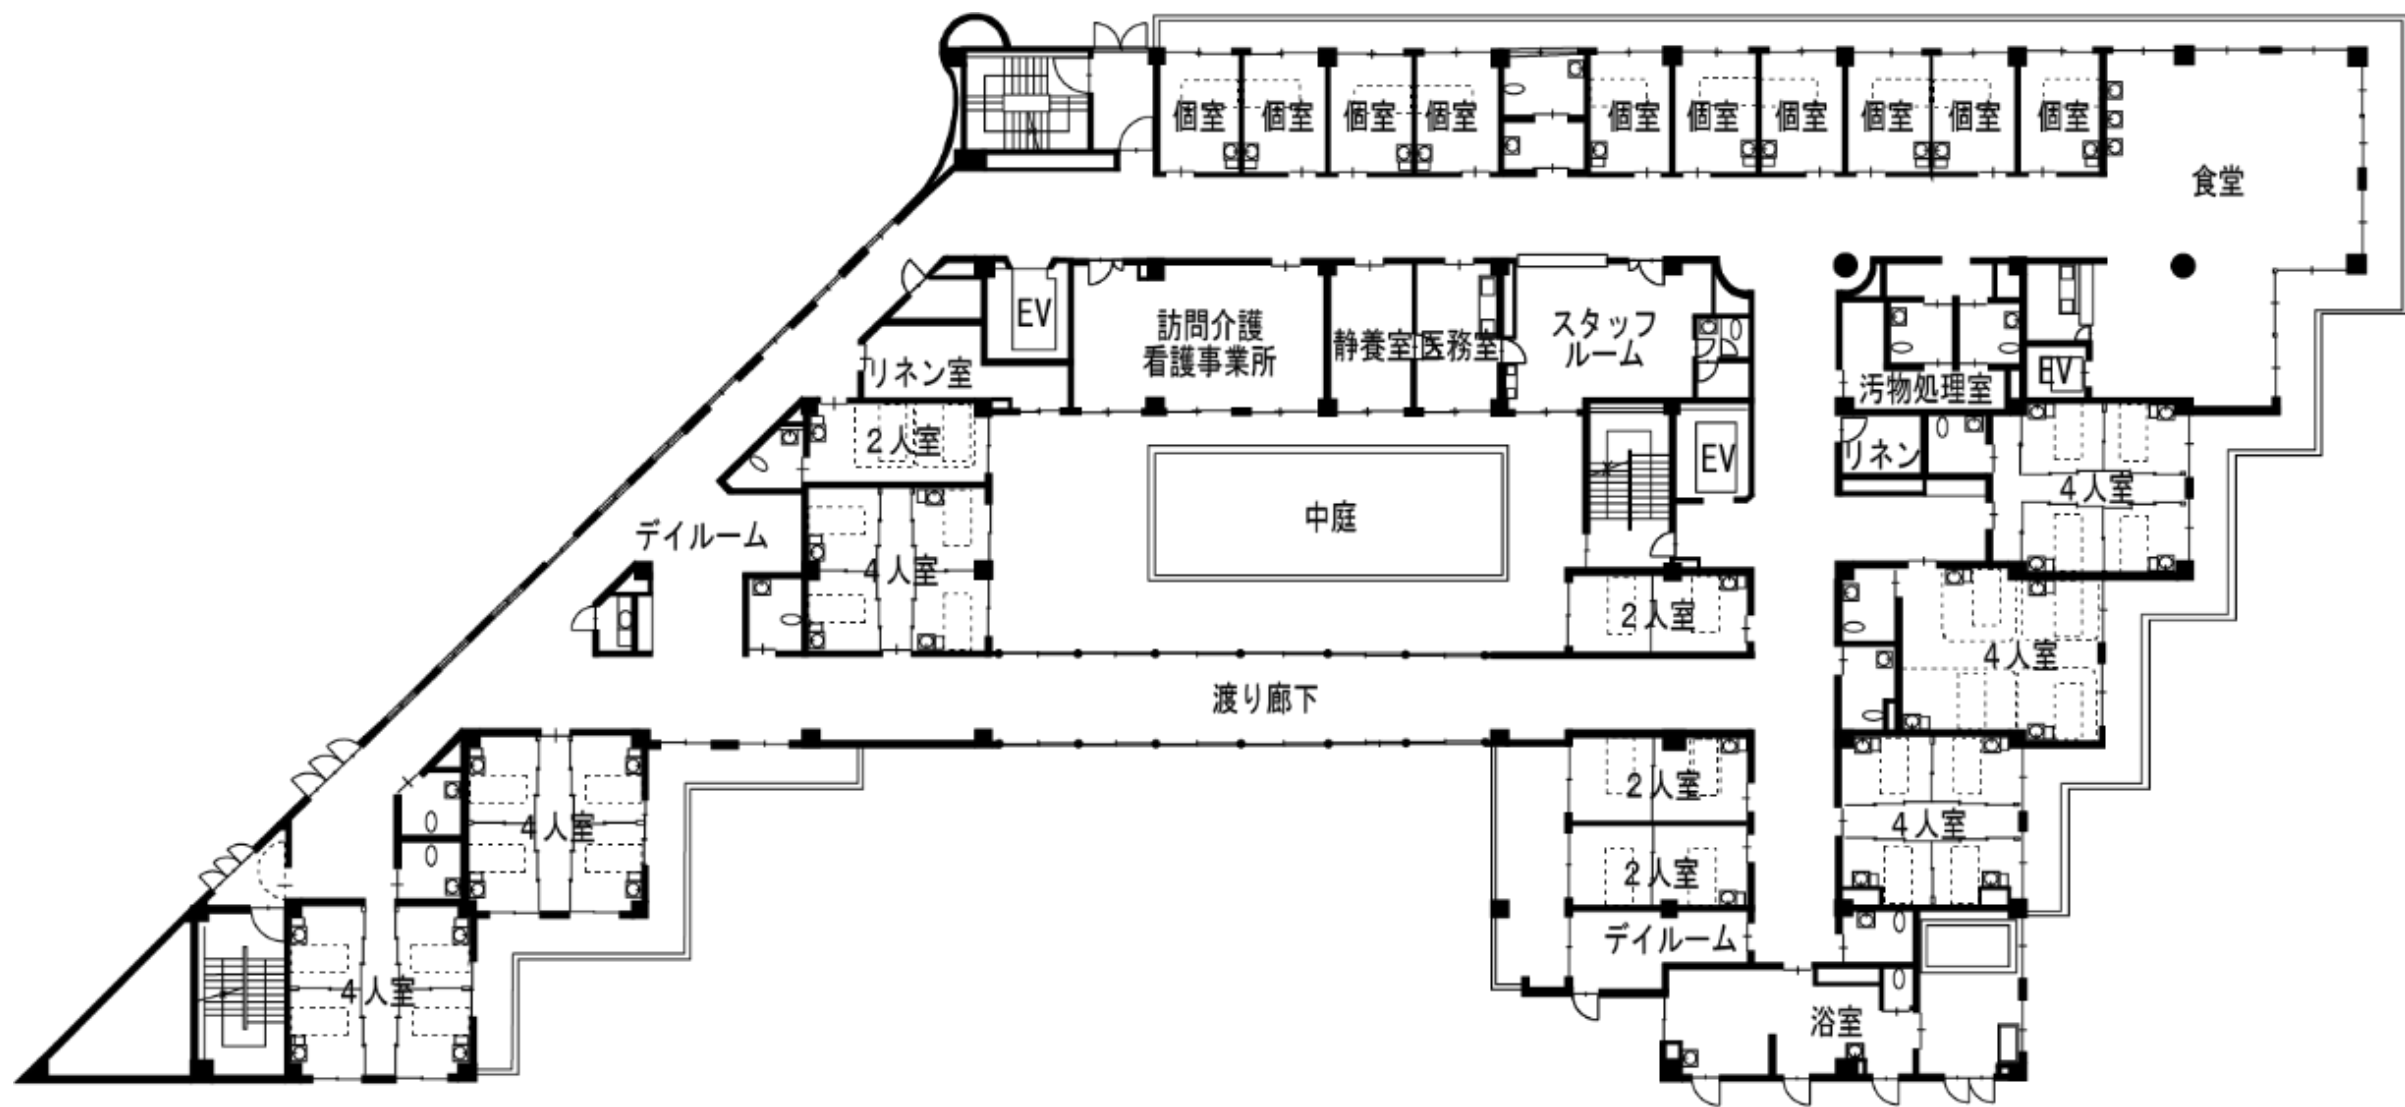 個室
個室
個室
個室
個室
個室
個室
個室
個室
個室
食堂
EV
訪問介護
看護事業所
静養室
医務室
スタッフ
ルーム
リネン室
汚物処理室
EV
2人室
EV
リネン
4人室
中庭
デイルーム
4人室
2人室
4人室
渡り廊下
2人室
4人室
4人室
2人室
デイルーム
4人室
浴室